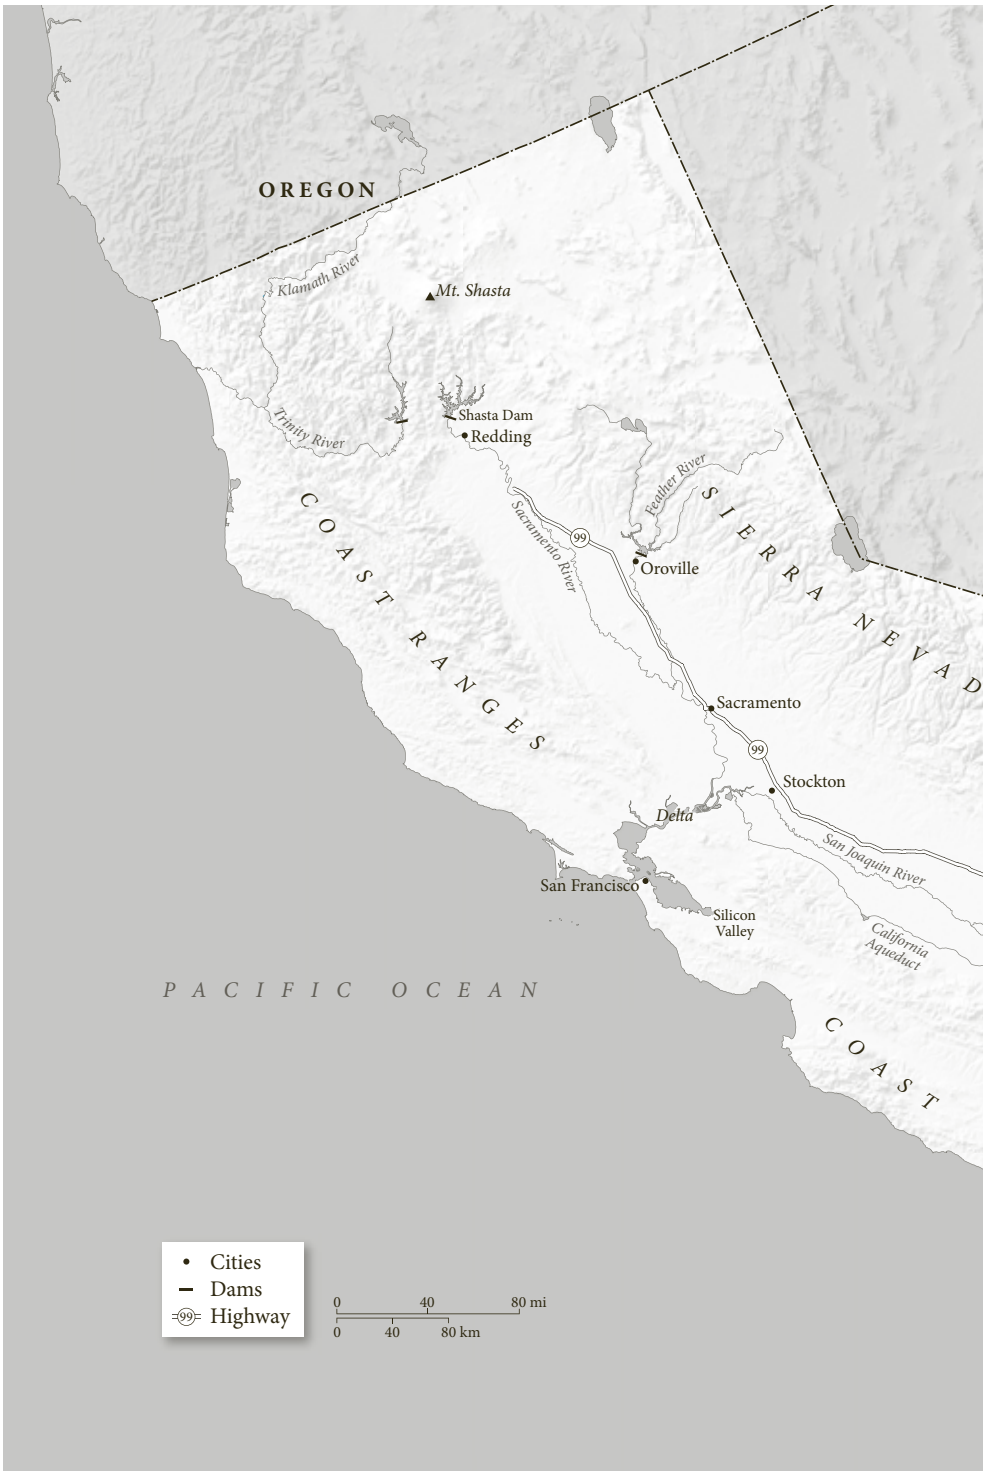 OREGON
Klamath River
Mt. Shasta
Shasta Dam
Redding
Trinity River
Feather River
SIERRA NEVAD
COAST RANGES
Sacramento River
99
Oroville
Sacramento
99
Stockton
Delta
San Joaquin River
San Francisco
Silicon
Valley
California
Aqueduct
PACIFIC OCEAN
COAST
Cities
Dams
99 Highway
0 40 80 mi
0 40 80 km